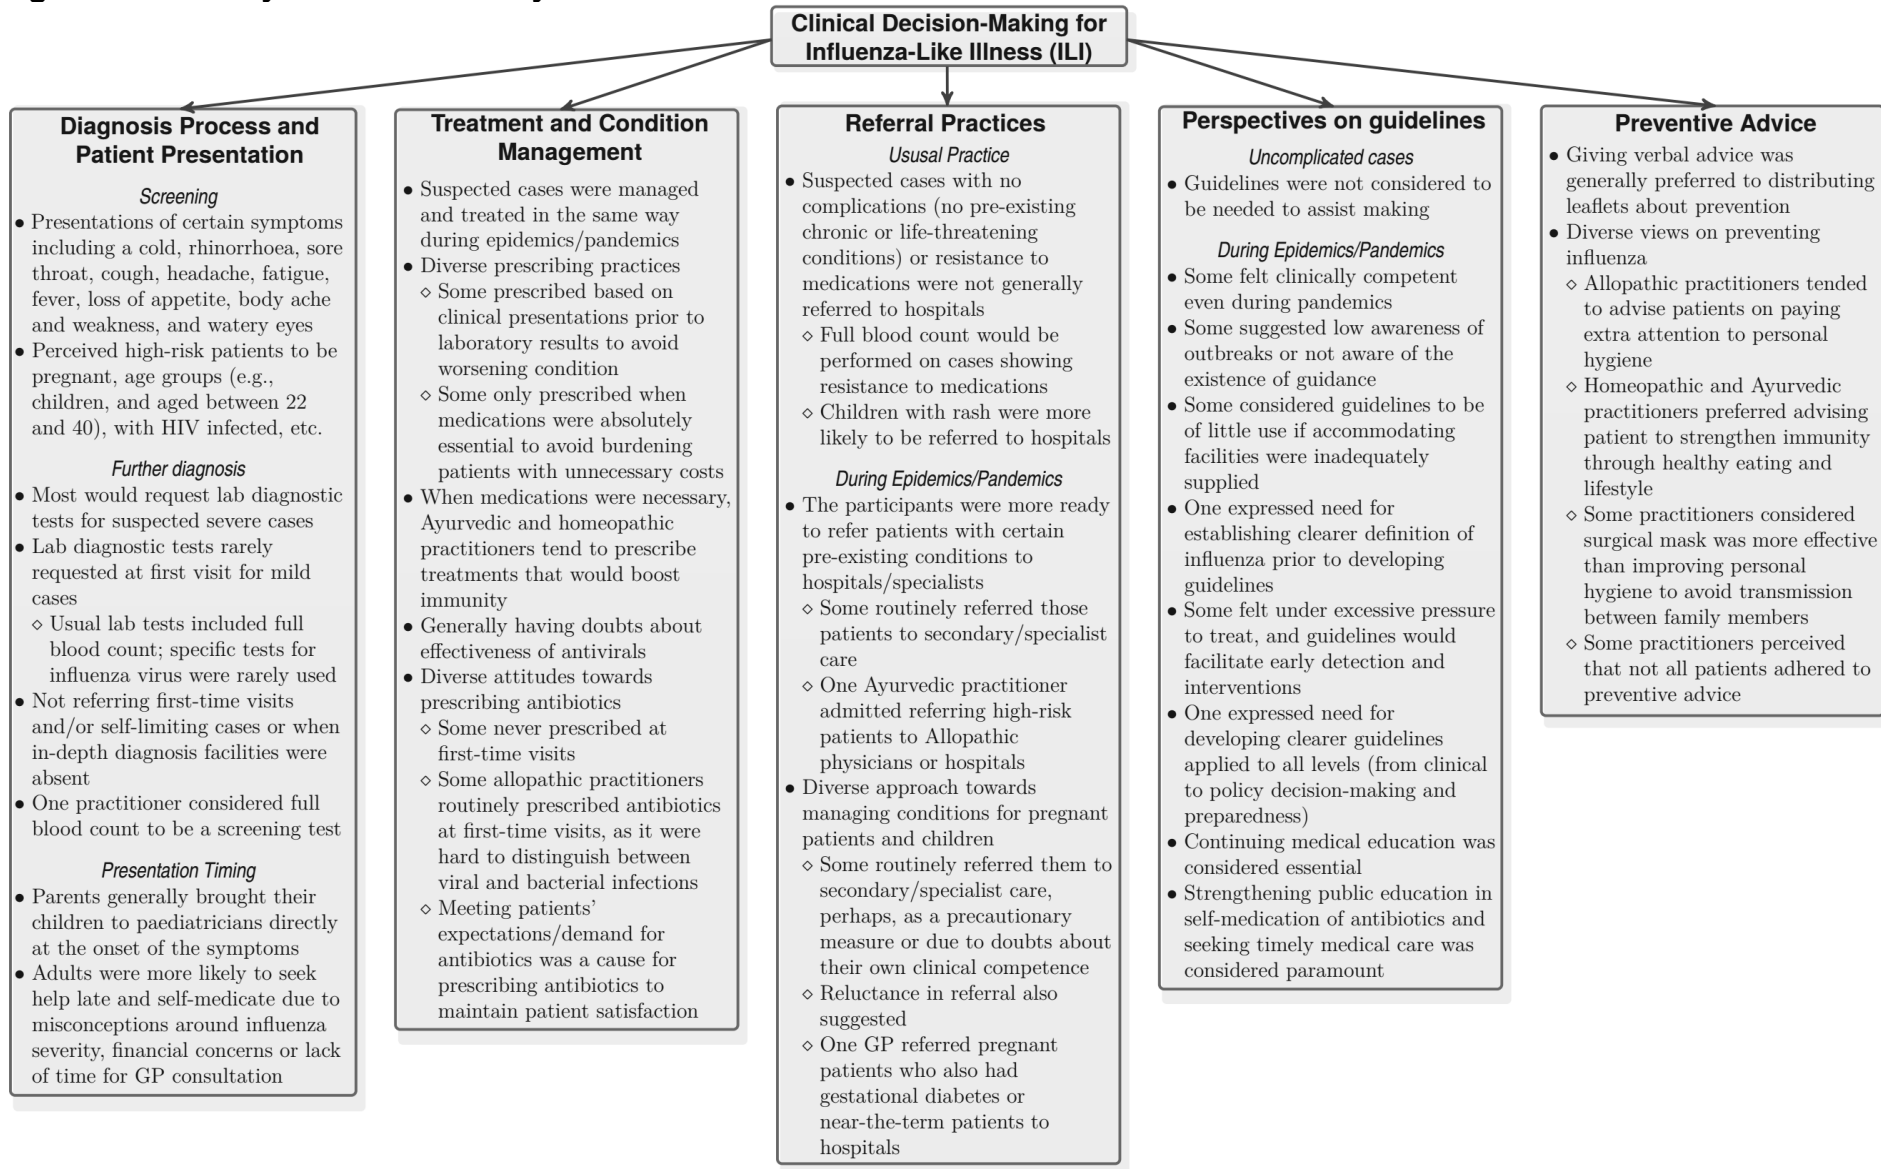 Clinical Decision-Making for
Influenza-Like Illness (ILI)
Diagnosis Process and
Patient Presentation
Screening
• Presentations of certain symptoms
including a cold, rhinorrhoea, sore
throat, cough, headache, fatigue,
fever, loss of appetite, body ache
and weakness, and watery eyes
• Perceived high-risk patients to be
pregnant, age groups (e.g.,
children, and aged between 22
and 40), with HIV infected, etc.
Further diagnosis
• Most would request lab diagnostic
tests for suspected severe cases
• Lab diagnostic tests rarely
requested at first visit for mild
cases
⋄ Usual lab tests included full
blood count; specific tests for
influenza virus were rarely used
• Not referring first-time visits
and/or self-limiting cases or when
in-depth diagnosis facilities were
absent
• One practitioner considered full
blood count to be a screening test
Presentation Timing
• Parents generally brought their
children to paediatricians directly
at the onset of the symptoms
• Adults were more likely to seek
help late and self-medicate due to
misconceptions around influenza
severity, financial concerns or lack
of time for GP consultation
Treatment and Condition
Management
• Suspected cases were managed
and treated in the same way
during epidemics/pandemics
• Diverse prescribing practices
⋄ Some prescribed based on
clinical presentations prior to
laboratory results to avoid
worsening condition
⋄ Some only prescribed when
medications were absolutely
essential to avoid burdening
patients with unnecessary costs
• When medications were necessary,
Ayurvedic and homeopathic
practitioners tend to prescribe
treatments that would boost
immunity
• Generally having doubts about
effectiveness of antivirals
• Diverse attitudes towards
prescribing antibiotics
⋄ Some never prescribed at
first-time visits
⋄ Some allopathic practitioners
routinely prescribed antibiotics
at first-time visits, as it were
hard to distinguish between
viral and bacterial infections
⋄ Meeting patients'
expectations/demand for
antibiotics was a cause for
prescribing antibiotics to
maintain patient satisfaction
Referral Practices
Ususal Practice
• Suspected cases with no
complications (no pre-existing
chronic or life-threatening
conditions) or resistance to
medications were not generally
referred to hospitals
⋄ Full blood count would be
performed on cases showing
resistance to medications
⋄ Children with rash were more
likely to be referred to hospitals
During Epidemics/Pandemics
• The participants were more ready
to refer patients with certain
pre-existing conditions to
hospitals/specialists
⋄ Some routinely referred those
patients to secondary/specialist
care
⋄ One Ayurvedic practitioner
admitted referring high-risk
patients to Allopathic
physicians or hospitals
• Diverse approach towards
managing conditions for pregnant
patients and children
⋄ Some routinely referred them to
secondary/specialist care,
perhaps, as a precautionary
measure or due to doubts about
their own clinical competence
⋄ Reluctance in referral also
suggested
⋄ One GP referred pregnant
patients who also had
gestational diabetes or
near-the-term patients to
hospitals
Perspectives on guidelines
Uncomplicated cases
• Guidelines were not considered to
be needed to assist making
During Epidemics/Pandemics
• Some felt clinically competent
even during pandemics
• Some suggested low awareness of
outbreaks or not aware of the
existence of guidance
• Some considered guidelines to be
of little use if accommodating
facilities were inadequately
supplied
• One expressed need for
establishing clearer definition of
influenza prior to developing
guidelines
• Some felt under excessive pressure
to treat, and guidelines would
facilitate early detection and
interventions
• One expressed need for
developing clearer guidelines
applied to all levels (from clinical
to policy decision-making and
preparedness)
• Continuing medical education was
considered essential
• Strengthening public education in
self-medication of antibiotics and
seeking timely medical care was
considered paramount
Preventive Advice
• Giving verbal advice was
generally preferred to distributing
leaflets about prevention
• Diverse views on preventing
influenza
⋄ Allopathic practitioners tended
to advise patients on paying
extra attention to personal
hygiene
⋄ Homeopathic and Ayurvedic
practitioners preferred advising
patient to strengthen immunity
through healthy eating and
lifestyle
⋄ Some practitioners considered
surgical mask was more effective
than improving personal
hygiene to avoid transmission
between family members
⋄ Some practitioners perceived
that not all patients adhered to
preventive advice